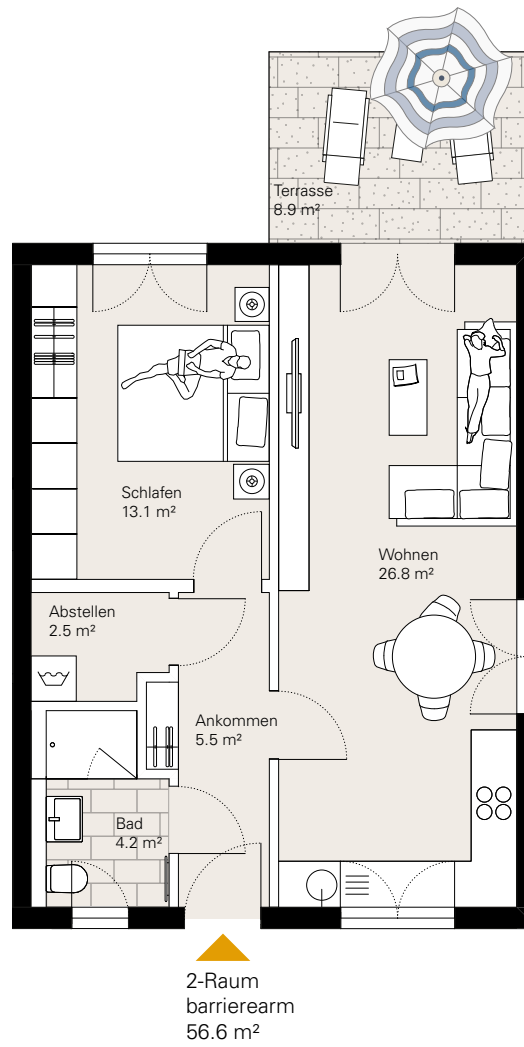 Terrasse
8.9 m²
Schlafen
13.1 m²
Wohnen
26.8 m²
Abstellen
2.5 m²
Ankommen
5.5 m²
Bad
4.2 m²
2-Raum
barrierearm
56.6 m²